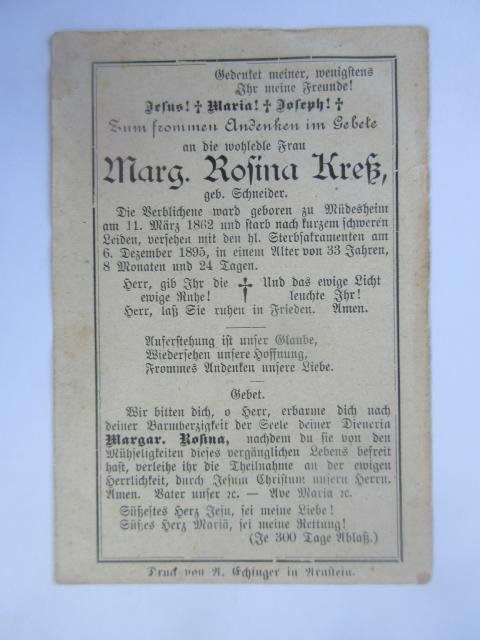 Gedenket meiner, wenigstens
Ihr meine Freunde!
Jesus! ✝ Maria! ✝ Joseph! ✝
Zum frommen Andenken im Gebete
an die wohledle Frau
Marg. Rosina Kreß,
geb. Schneider.
Die Verblichene ward geboren zu Müdesheim
am 11. März 1862 und starb nach kurzem schweren
Leiden, versehen mit den hl. Sterbsakramenten am
6. Dezember 1895, in einem Alter von 33 Jahren,
8 Monaten und 24 Tagen.
Herr, gib Ihr die ✝ Und das ewige Licht
ewige Ruhe! leuchte Ihr!
Herr, laß Sie ruhen in Frieden. Amen.
Auferstehung ist unser Glaube,
Wiedersehen unsere Hoffnung,
Frommes Andenken unsere Liebe.
Gebet.
Wir bitten dich, o Herr, erbarme dich nach
deiner Barmherzigkeit der Seele deiner Dienerin
Margar. Rosina, nachdem du sie von den
Mühseligkeiten dieses vergänglichen Lebens befreit
hast, verleihe ihr die Theilnahme an der ewigen
Herrlichkeit, durch Jesum Christum unsern Herrn.
Amen. Vater unser ꝛc. — Ave Maria ꝛc.
Süßestes Herz Jesu, sei meine Liebe!
Süßes Herz Mariä, sei meine Rettung!
(Je 300 Tage Ablaß.)
Druck von A. Echinger in Arnstein.